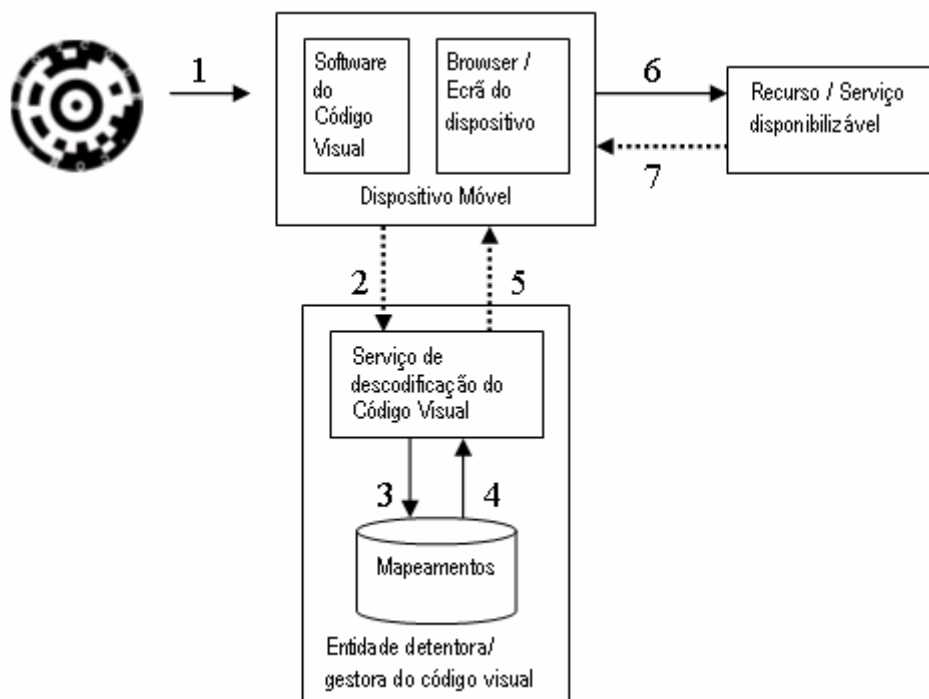 1
Software
do
Código
Visual
Browser /
Ecrã do
dispositivo
Dispositivo Móvel
6
7
Recurso / Serviço
disponibilizável
2
5
Serviço de
descodificação do
Código Visual
3
4
Mapeamentos
Entidade detentora/
gestora do código visual